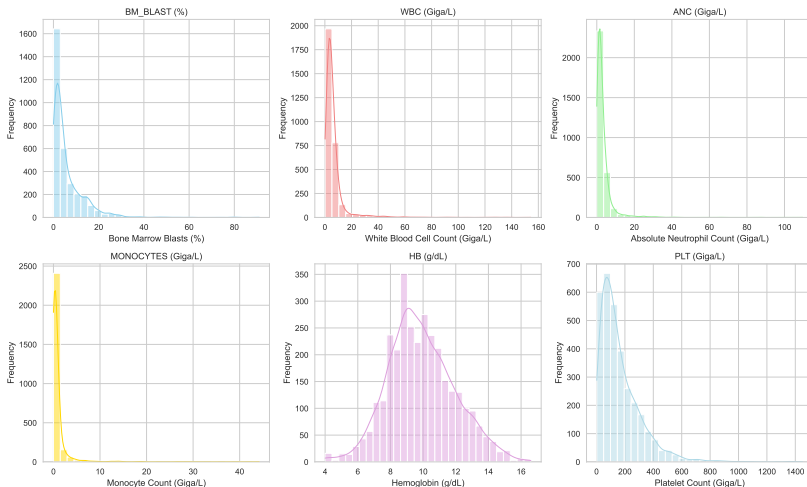 BM_BLAST (%)
1600
1400
1200
1000
800
600
400
200
0
Frequency
0 20 40 60 80
Bone Marrow Blasts (%)
WBC (Giga/L)
2000
1750
1500
1250
1000
750
500
250
0
Frequency
0 20 40 60 80 100 120 140 160
White Blood Cell Count (Giga/L)
ANC (Giga/L)
2000
1500
1000
500
0
Frequency
0 20 40 60 80 100
Absolute Neutrophil Count (Giga/L)
MONOCYTES (Giga/L)
2500
2000
1500
1000
500
0
Frequency
0 10 20 30 40
Monocyte Count (Giga/L)
HB (g/dL)
350
300
250
200
150
100
50
0
Frequency
4 6 8 10 12 14 16
Hemoglobin (g/dL)
PLT (Giga/L)
700
600
500
400
300
200
100
0
Frequency
0 200 400 600 800 1000 1200 1400
Platelet Count (Giga/L)